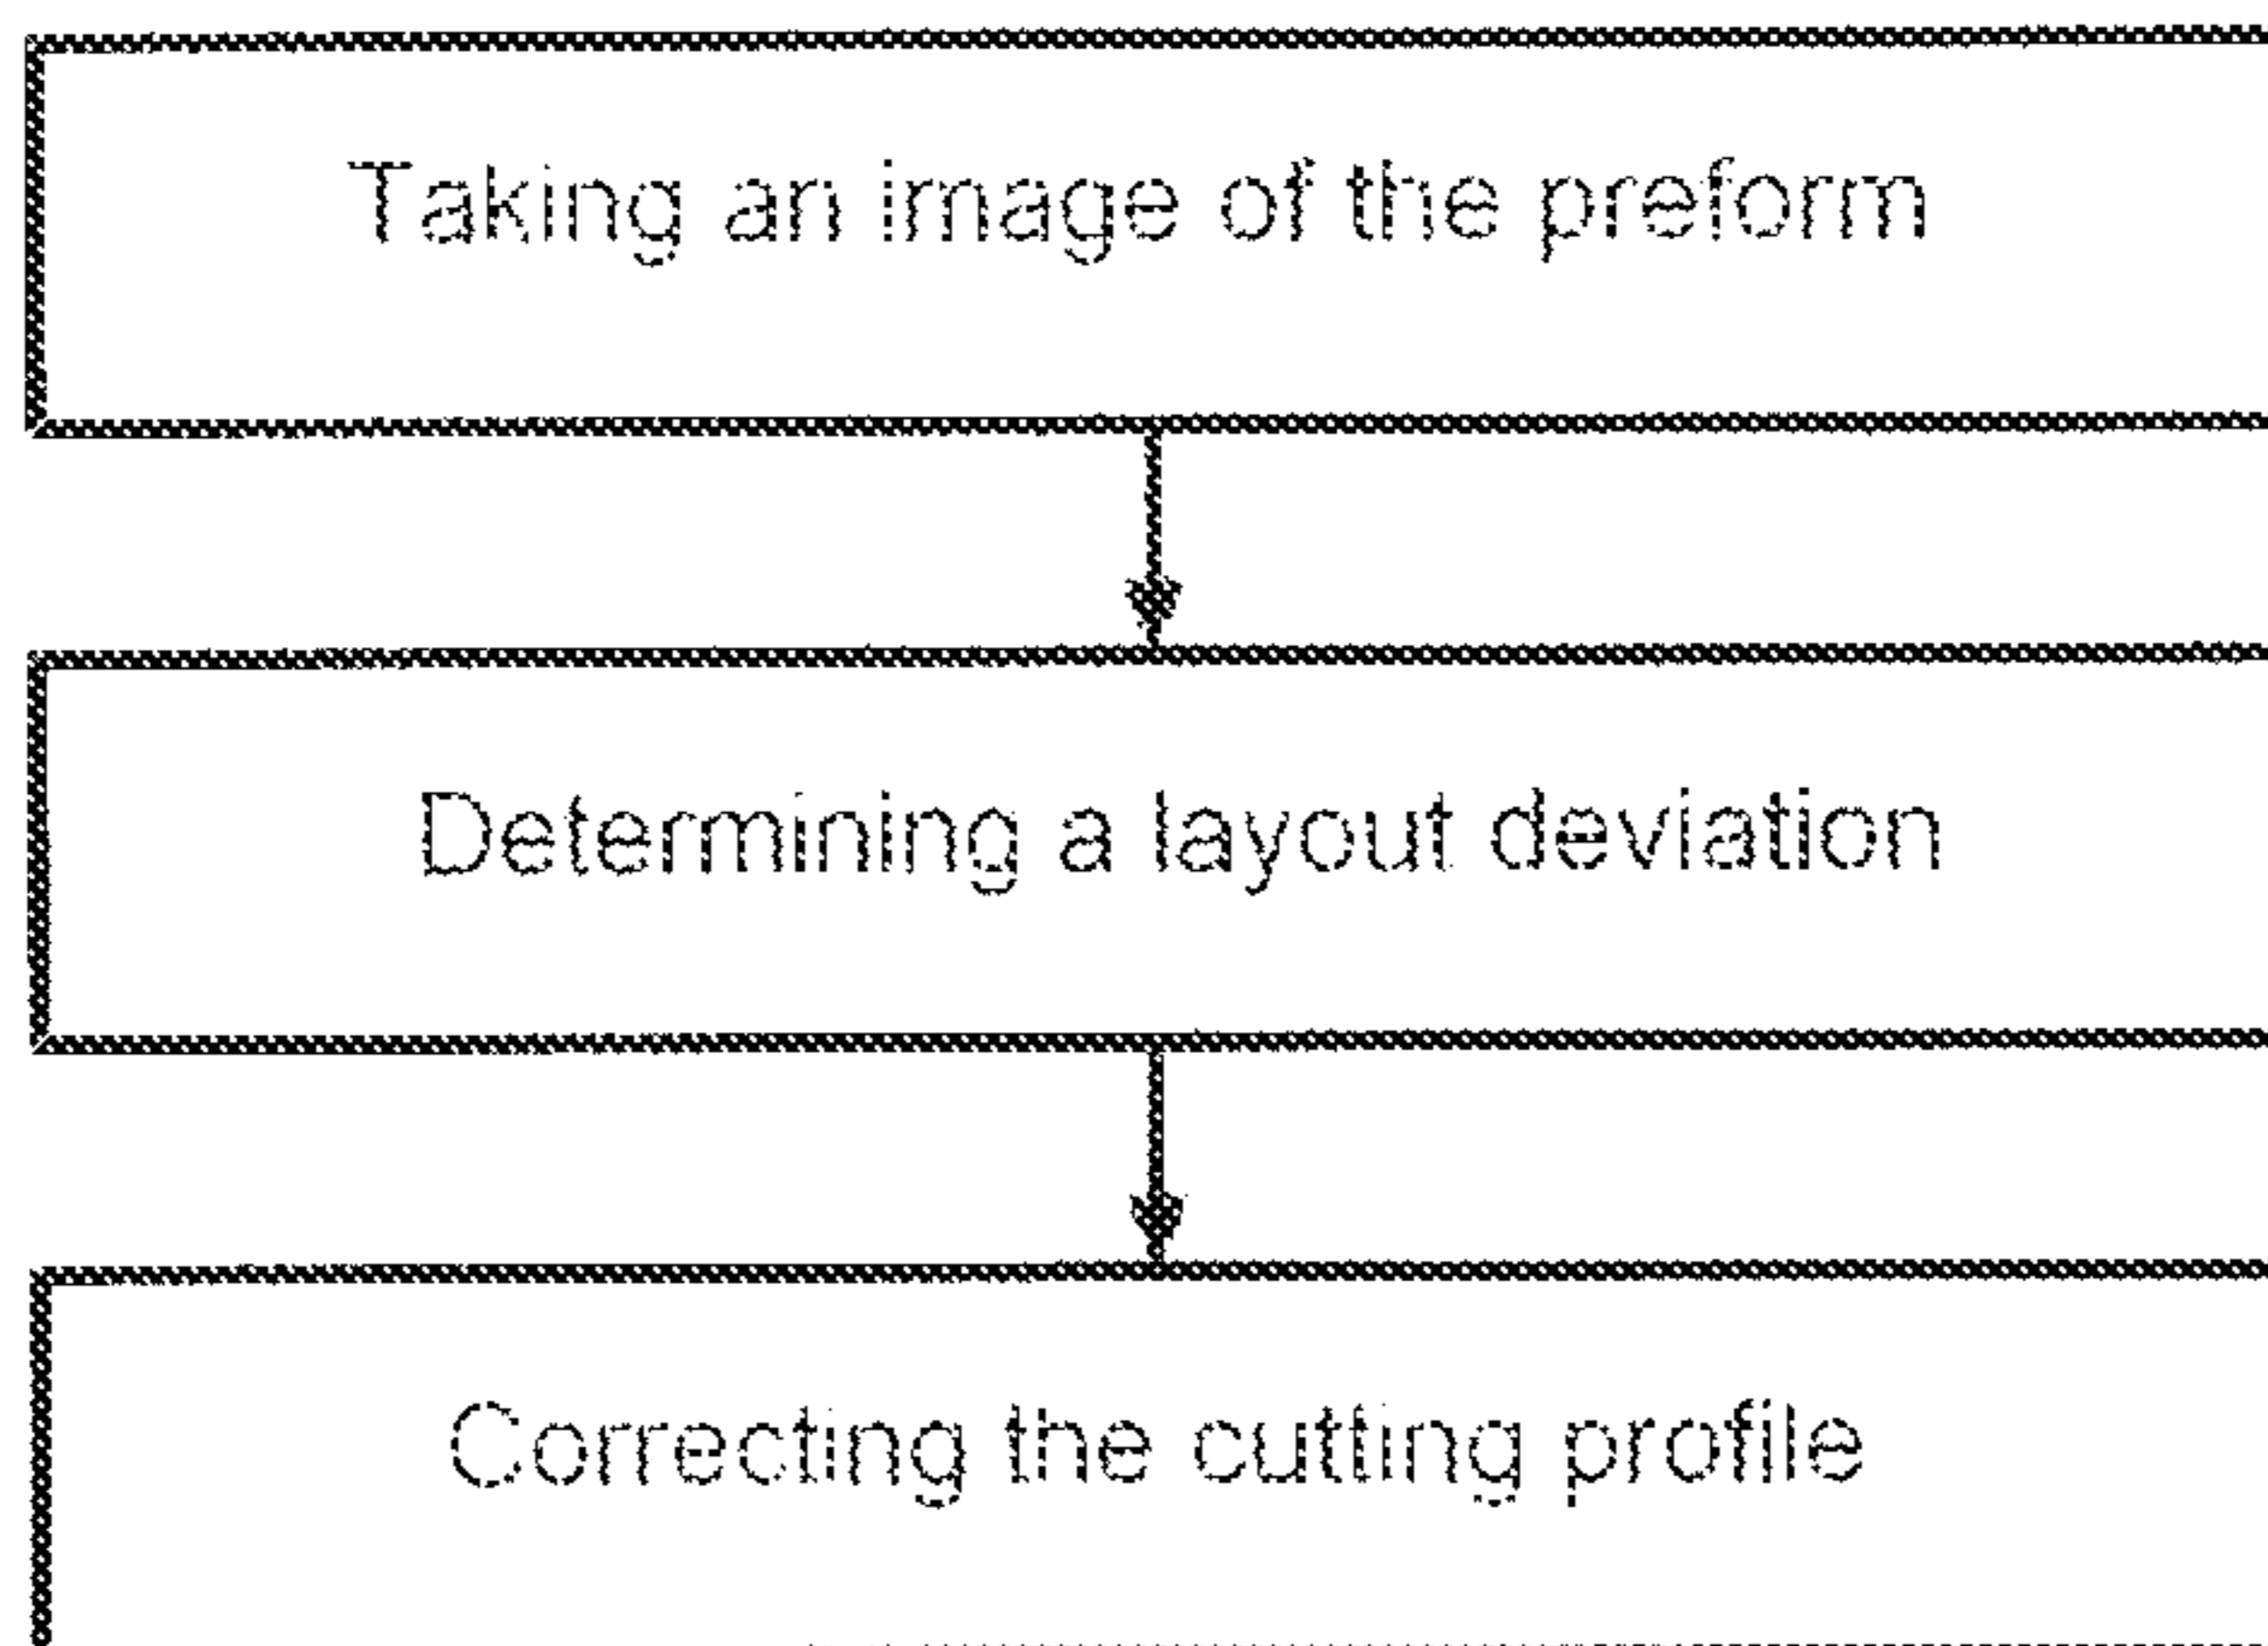 Taking an image of the preform
Determining a layout deviation
Correcting the cutting profile